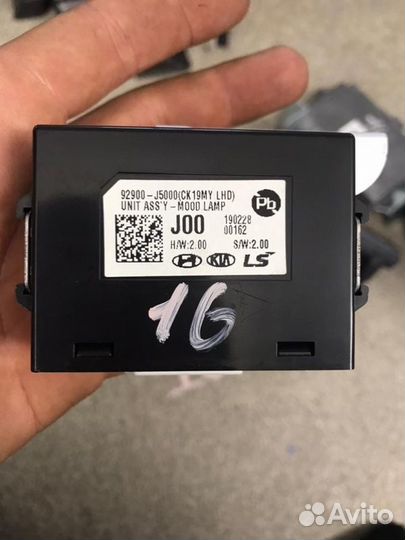 92900-J5000(CK19MY LHD)
UNIT ASS'Y-MOOD LAMP
Pb
J00
190228
00162
H/W:2.00
S/W:2.00
KIA
LS
16
Avito